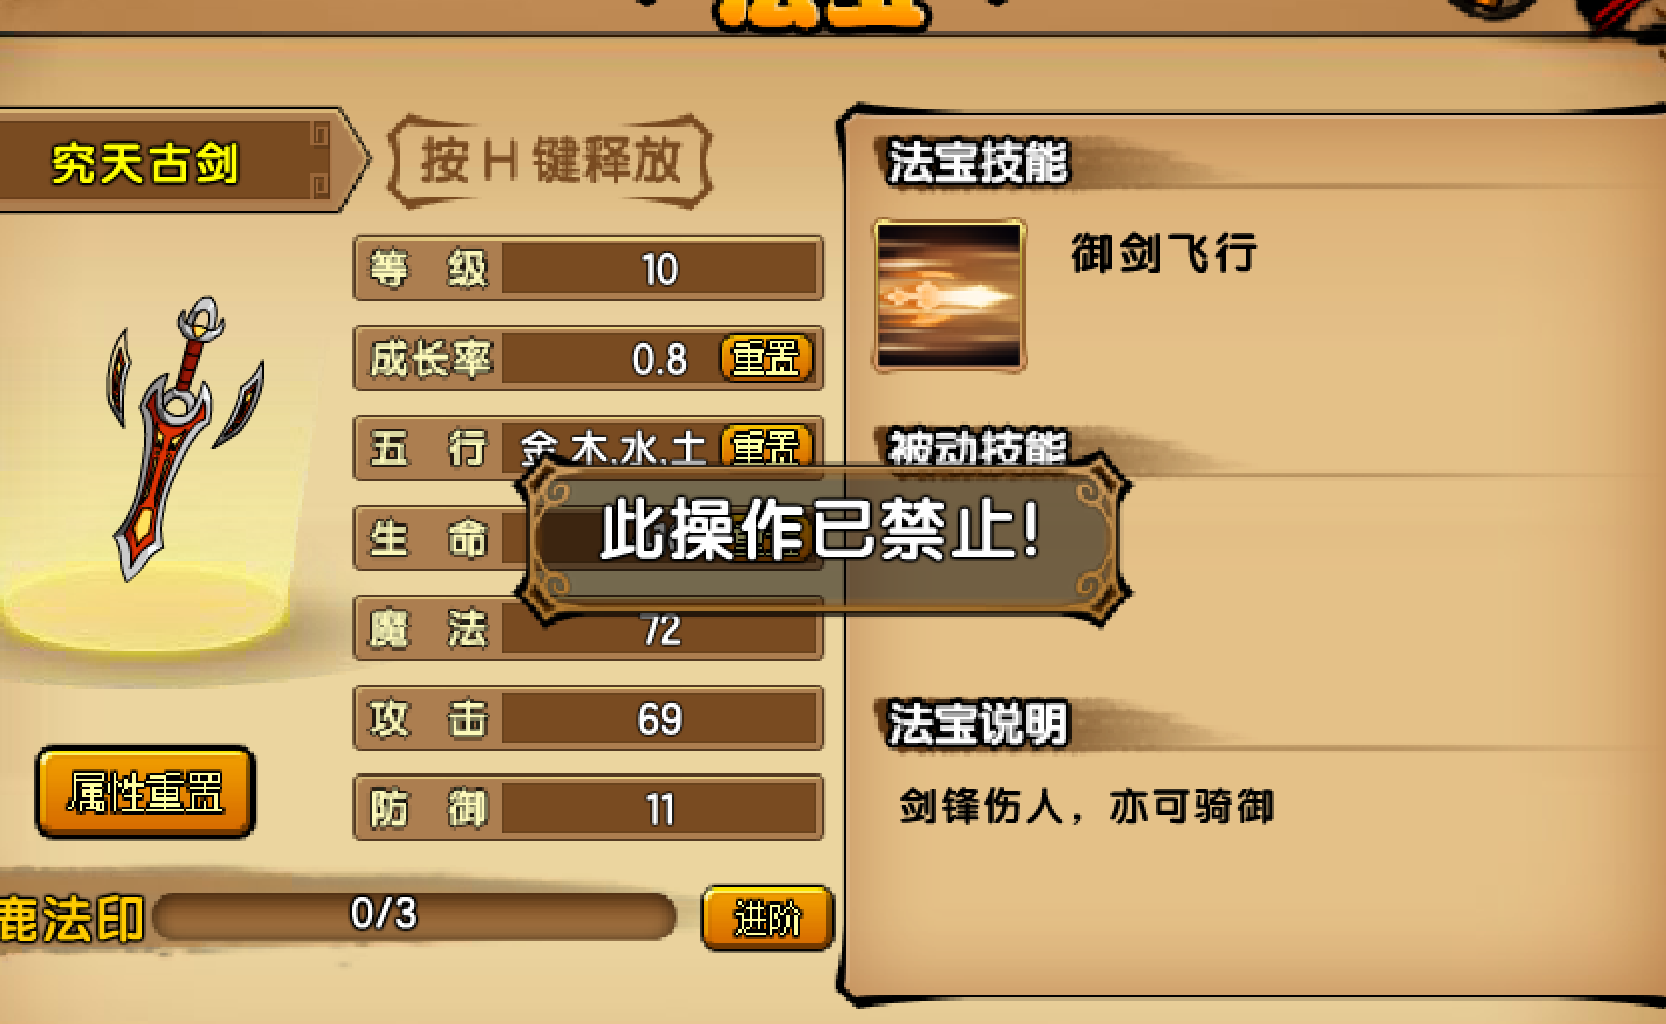 法宝
究天古剑
按H键释放
等级 10
成长率 0.8 重置
五行 金.木.水.土 重置
生命
魔法 72
攻击 69
防御 11
属性重置
鹿法印 0/3 进阶
法宝技能
御剑飞行
被动技能
此操作已禁止!
法宝说明
剑锋伤人，亦可骑御